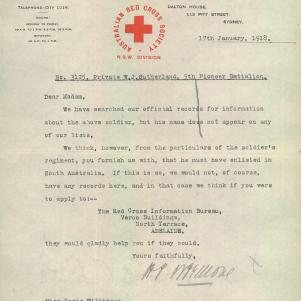 TELEPHONE: CITY
AUSTRALIAN RED CROSS SOCIETY
N.S.W. DIVISION
DALTON HOUSE,
115 PITT STREET,
SYDNEY.
17th January, 1918.
No. 3125, Private W.J.Sutherland, 5th Pioneer Battalion.
Dear Madam,
We have searched our official records for information
about the above soldier, but his name does not appear on any
of our lists.
We think, however, from the particulars of the soldier's
regiment, you furnish us with, that he must have enlisted in
South Australia. If this is so, we would not, of course,
have any records here, and in that case we think if you were
to apply to:--
The Red Cross Information Bureau,
Verco Buildings,
North Terrace,
ADELAIDE,
they would gladly help you if they could.
Yours faithfully,